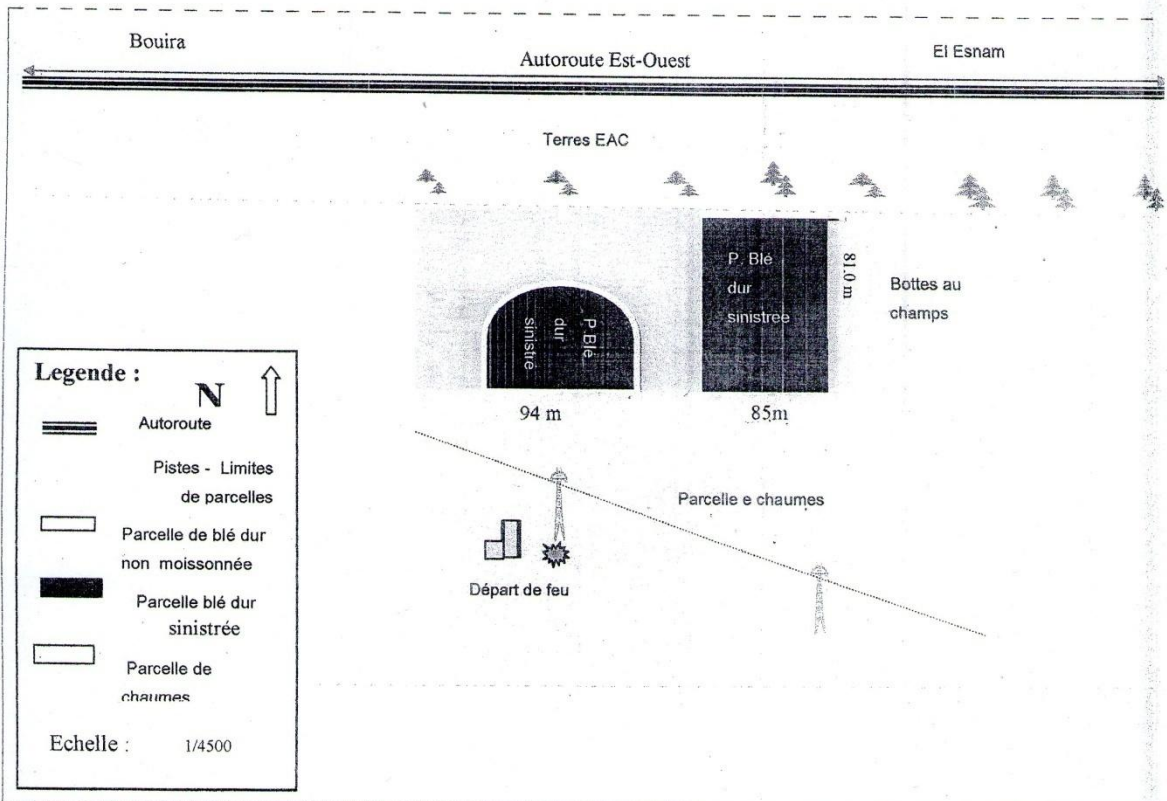 Bouira
Autoroute Est-Ouest
El Esnam
Terres EAC
P. Blé
dur
sinistrée
81.0 m
Bottes au
champs
P Blé
dur
sinistré
94 m
85m
Parcelle e chaumes
Départ de feu
Legende :
N
Autoroute
Pistes - Limites
de parcelles
Parcelle de blé dur
non moissonnée
Parcelle blé dur
sinistrée
Parcelle de
chaumes
Echelle : 1/4500